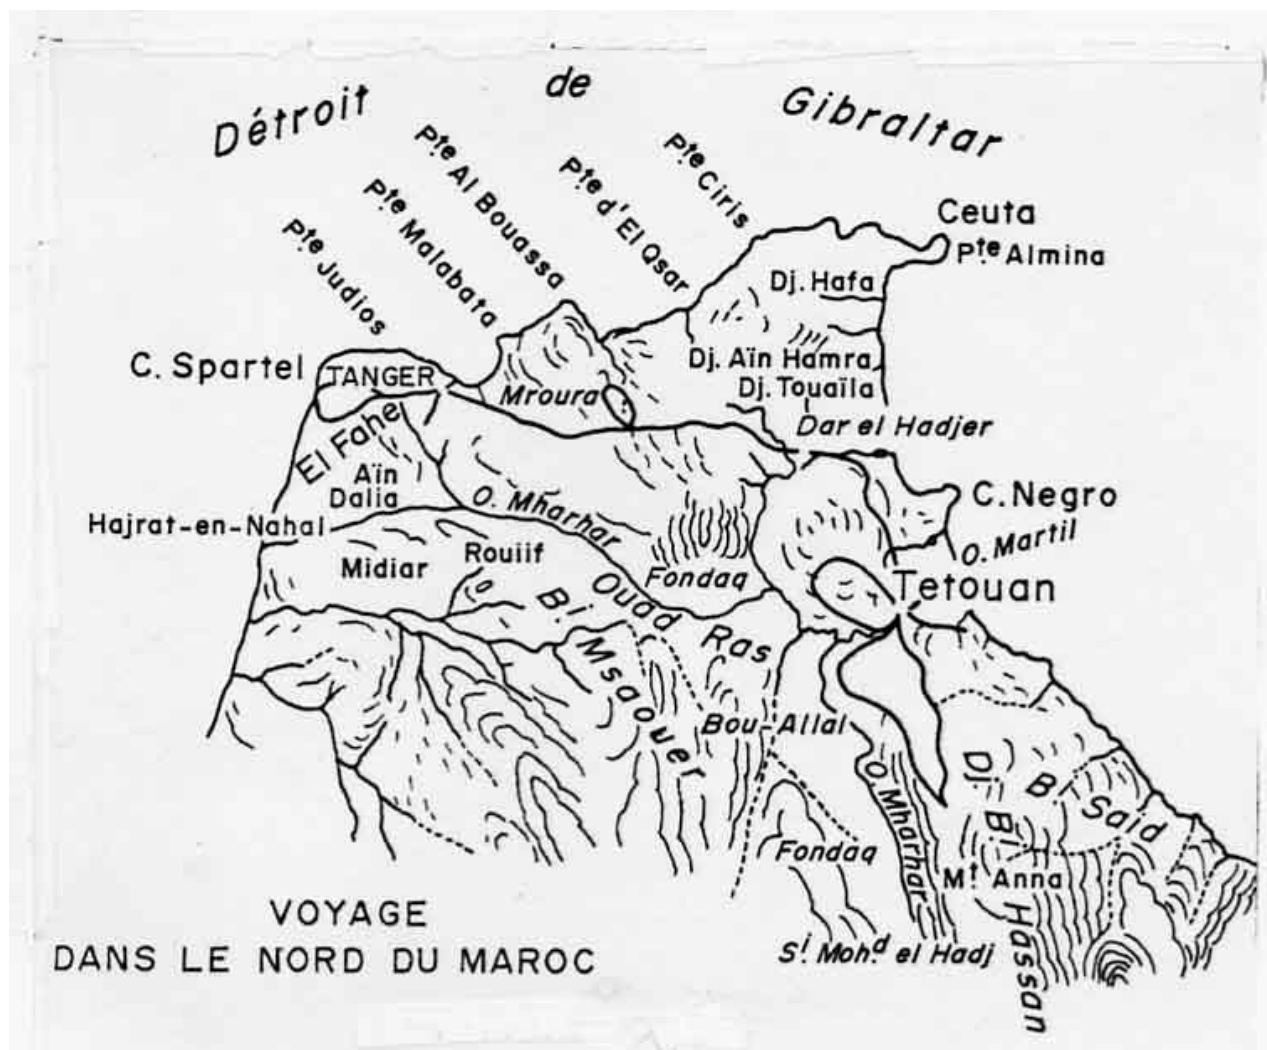 Détroit de Gibraltar
Pte Ciris
Pte Al Bouassa
Pte d'El Qsar
Pte Malabata
Pte Judios
Ceuta
Pte Almina
Dj. Hafa
C. Spartel
TANGER
Mroura
Dj. Aïn Hamra
Dj. Touaïla
Dar el Hadjer
El Fahe
Aïn
Dalia
O. Mharhar
C. Negro
Hajrat-en-Nahal
O. Martil
Midiar
Rouiif
Fondaq
Tetouan
Ouad Ras
Bi. Msaouer
Bou-Allal
O. Mharhar
Dj Bi Hassan
B Saïd
Fondaq
Mt Anna
Si. Mohd. el Hadj
VOYAGE
DANS LE NORD DU MAROC